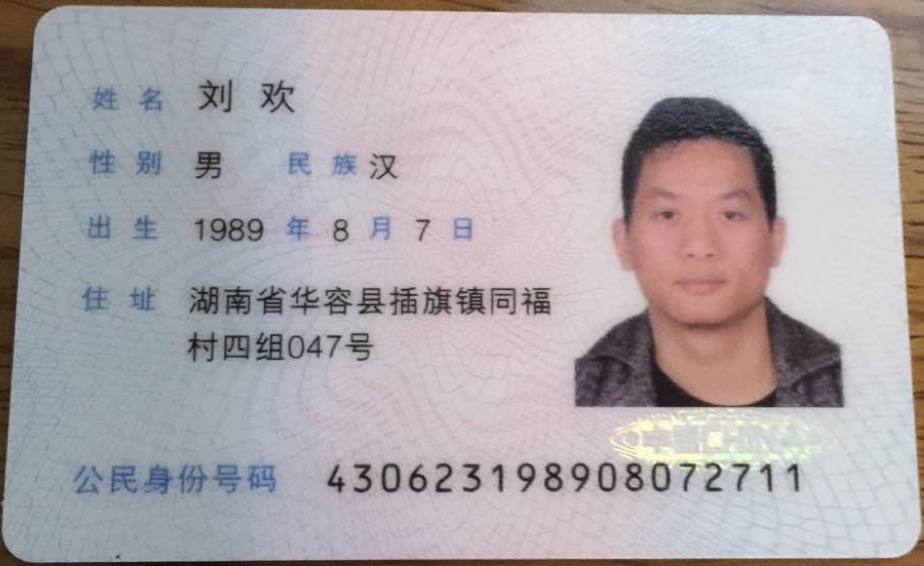 姓名 刘欢
性别 男 民族 汉
出生 1989 年 8 月 7 日
住址 湖南省华容县插旗镇同福
村四组047号
公民身份号码 430623198908072711